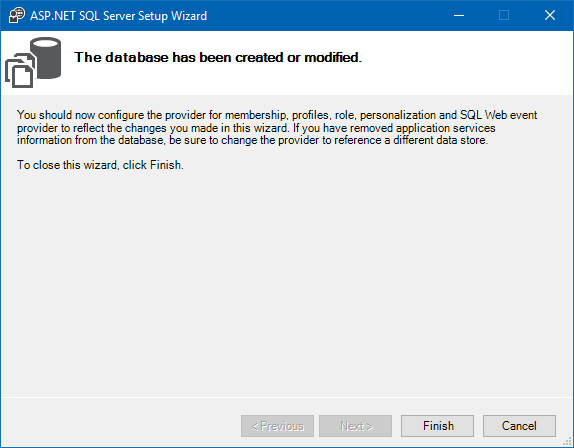 ASP.NET SQL Server Setup Wizard
The database has been created or modified.
You should now configure the provider for membership, profiles, role, personalization and SQL Web event
provider to reflect the changes you made in this wizard. If you have removed application services
information from the database, be sure to change the provider to reference a different data store.
To close this wizard, click Finish.
< Previous Next > Finish Cancel